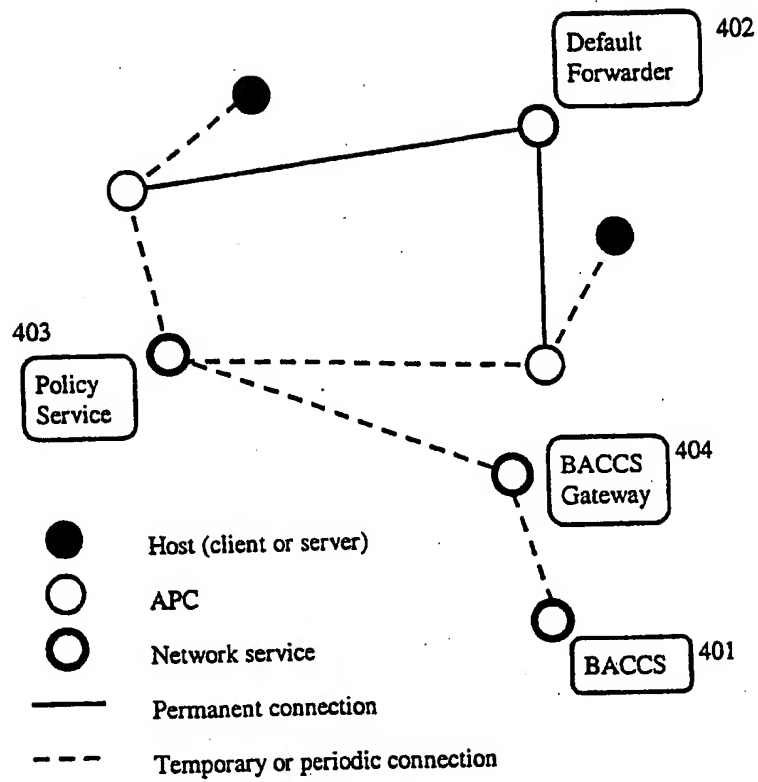 Default
Forwarder
402
403
Policy
Service
BACCS
Gateway
404
Host (client or server)
APC
Network service
BACCS
401
Permanent connection
Temporary or periodic connection